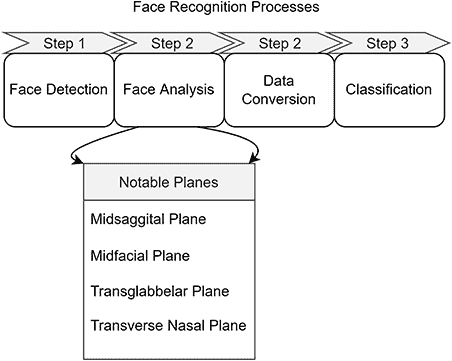 Face Recognition Processes
Step 1
Step 2
Step 2
Step 3
Face Detection
Face Analysis
Data
Conversion
Classification
Notable Planes
Midsaggital Plane
Midfacial Plane
Transglabbelar Plane
Transverse Nasal Plane